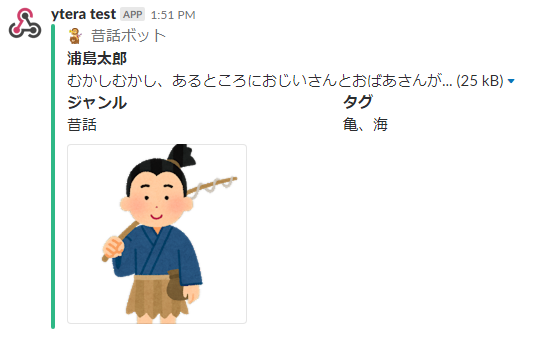 ytera test APP 1:51 PM
昔話ボット
浦島太郎
むかしむかし、あるところにおじいさんとおばあさんが... (25 kB)
ジャンル タグ
昔話 亀、海